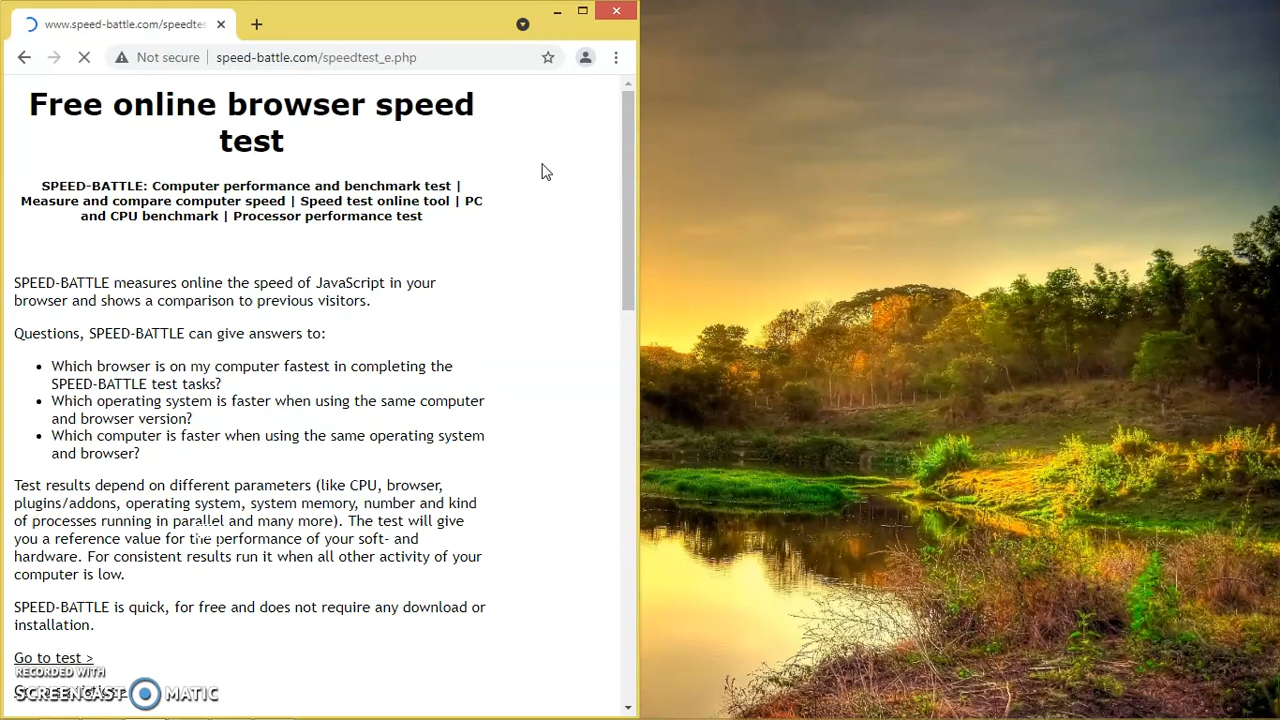 www.speed-battle.com/speedtes
Not secure
speed-battle.com/speedtest_e.php
Free online browser speed
test
SPEED-BATTLE: Computer performance and benchmark test |
Measure and compare computer speed | Speed test online tool | PC
and CPU benchmark | Processor performance test
SPEED-BATTLE measures online the speed of JavaScript in your
browser and shows a comparison to previous visitors.
Questions, SPEED-BATTLE can give answers to:
Which browser is on my computer fastest in completing the
SPEED-BATTLE test tasks?
Which operating system is faster when using the same computer
and browser version?
Which computer is faster when using the same operating system
and browser?
Test results depend on different parameters (like CPU, browser,
plugins/addons, operating system, system memory, number and kind
of processes running in parallel and many more). The test will give
you a reference value for the performance of your soft- and
hardware. For consistent results run it when all other activity of your
computer is low.
SPEED-BATTLE is quick, for free and does not require any download or
installation.
Go to test >
RECORDED WITH
SCREENCAST MATIC